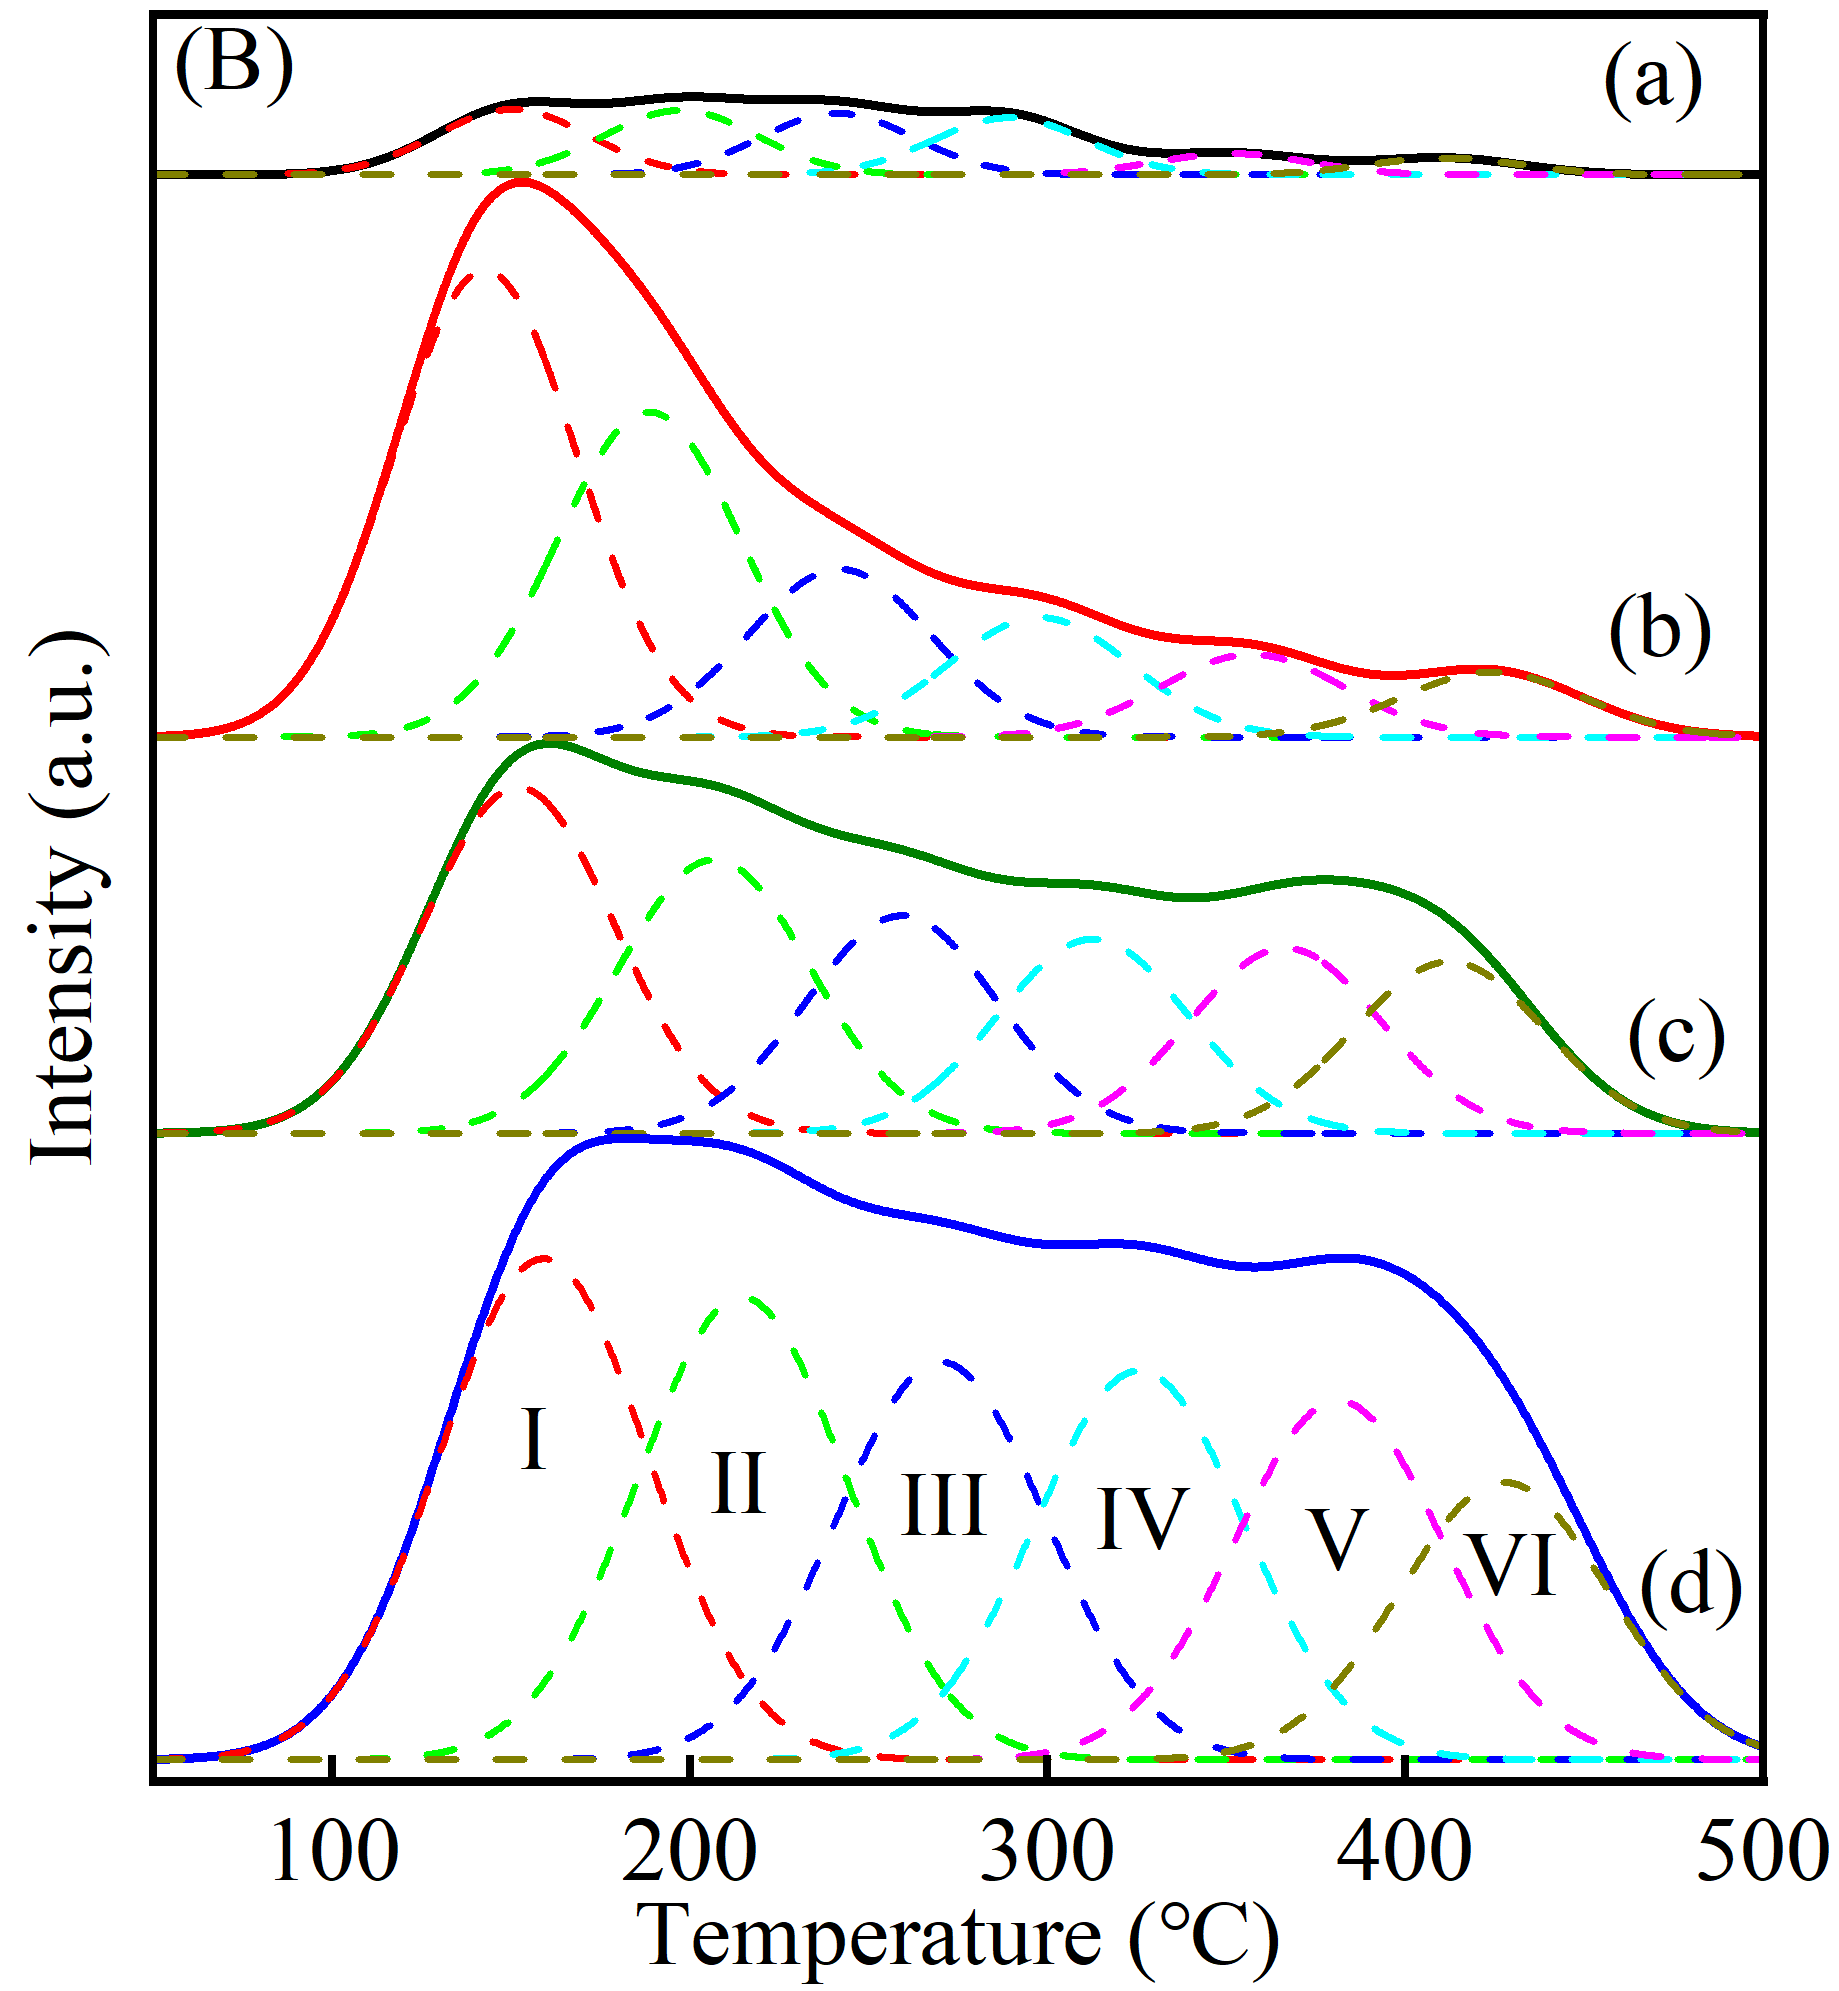 (B)
(a)
(b)
(c)
(d)
I
II
III
IV
V
VI
Intensity (a.u.)
100 200 300 400 500
Temperature (℃)